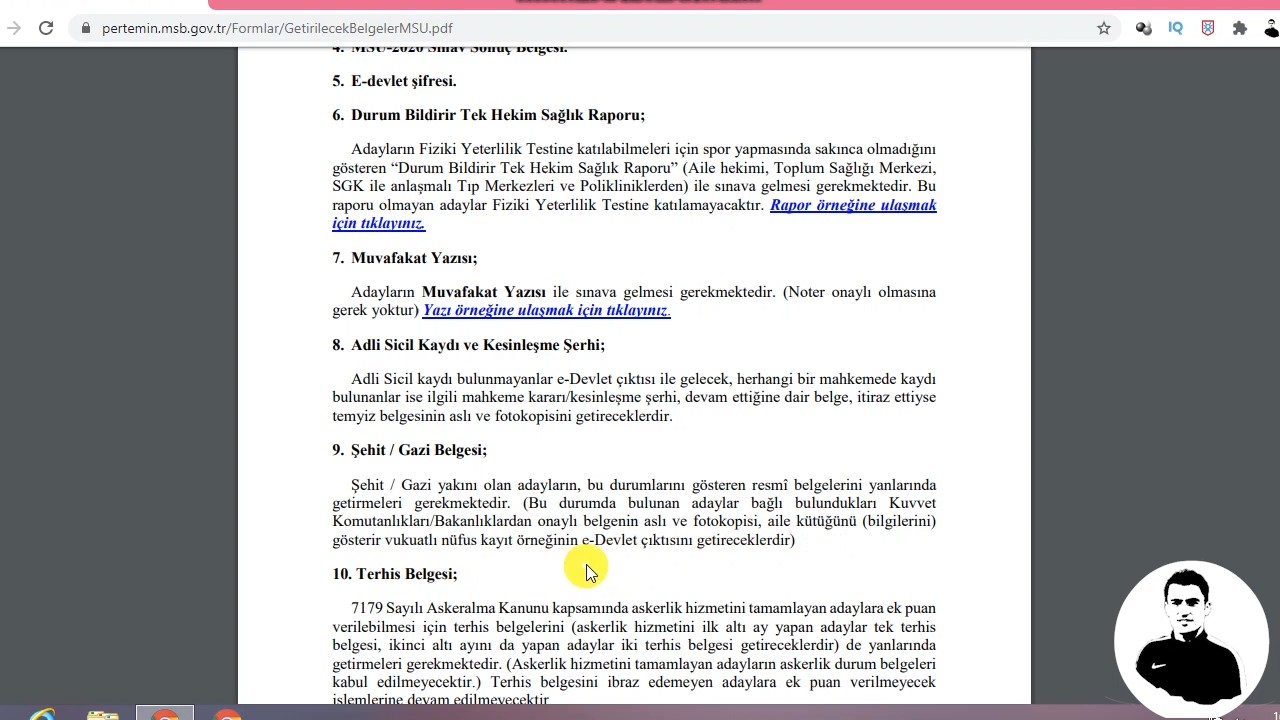 pertemin.msb.gov.tr/Formlar/GetirilecekBelgelerMSU.pdf
IQ
4. MSÜ-2020 Sınav Sonuç Belgesi.
5. E-devlet şifresi.
6. Durum Bildirir Tek Hekim Sağlık Raporu;
Adayların Fiziki Yeterlilik Testine katılabilmeleri için spor yapmasında sakınca olmadığını
gösteren “Durum Bildirir Tek Hekim Sağlık Raporu” (Aile hekimi, Toplum Sağlığı Merkezi,
SGK ile anlaşmalı Tıp Merkezleri ve Polikliniklerden) ile sınava gelmesi gerekmektedir. Bu
raporu olmayan adaylar Fiziki Yeterlilik Testine katılamayacaktır. Rapor örneğine ulaşmak
için tıklayınız.
7. Muvafakat Yazısı;
Adayların Muvafakat Yazısı ile sınava gelmesi gerekmektedir. (Noter onaylı olmasına
gerek yoktur) Yazı örneğine ulaşmak için tıklayınız.
8. Adli Sicil Kaydı ve Kesinleşme Şerhi;
Adli Sicil kaydı bulunmayanlar e-Devlet çıktısı ile gelecek, herhangi bir mahkemede kaydı
bulunanlar ise ilgili mahkeme kararı/kesinleşme şerhi, devam ettiğine dair belge, itiraz ettiyse
temyiz belgesinin aslı ve fotokopisini getireceklerdir.
9. Şehit / Gazi Belgesi;
Şehit / Gazi yakını olan adayların, bu durumlarını gösteren resmî belgelerini yanlarında
getirmeleri gerekmektedir. (Bu durumda bulunan adaylar bağlı bulundukları Kuvvet
Komutanlıkları/Bakanlıklardan onaylı belgenin aslı ve fotokopisi, aile kütüğünü (bilgilerini)
gösterir vukuatlı nüfus kayıt örneğinin e-Devlet çıktısını getireceklerdir)
10. Terhis Belgesi;
7179 Sayılı Askeralma Kanunu kapsamında askerlik hizmetini tamamlayan adaylara ek puan
verilebilmesi için terhis belgelerini (askerlik hizmetini ilk altı ay yapan adaylar tek terhis
belgesi, ikinci altı ayını da yapan adaylar iki terhis belgesi getireceklerdir) de yanlarında
getirmeleri gerekmektedir. (Askerlik hizmetini tamamlayan adayların askerlik durum belgeleri
kabul edilmeyecektir.) Terhis belgesini ibraz edemeyen adaylara ek puan verilmeyecek
işlemlerine devam edilmeyecektir